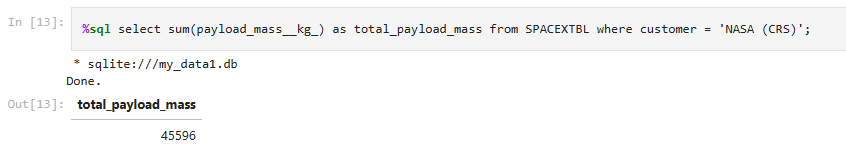 In [13]: %sql select sum(payload_mass__kg_) as total_payload_mass from SPACEXTBL where customer = 'NASA (CRS)';
* sqlite:///my_data1.db
Done.
Out[13]: total_payload_mass
45596